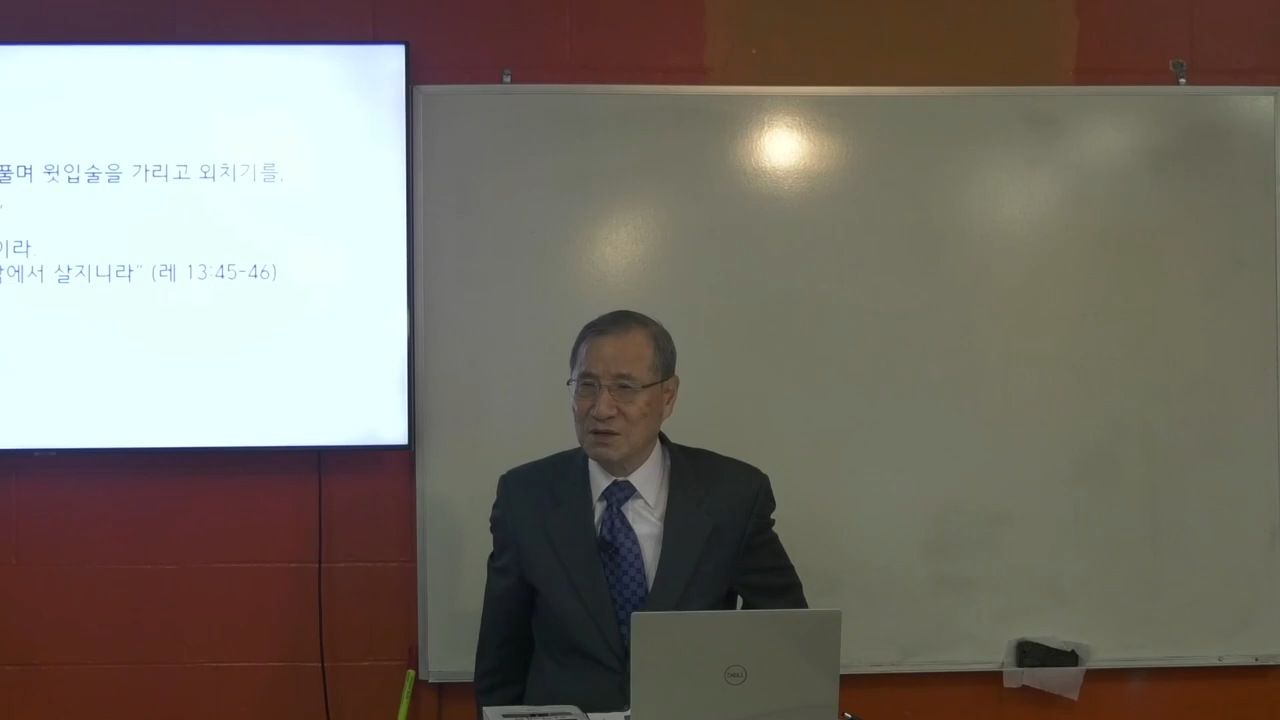 풀며 윗입술을 가리고 외치기를,
이라.
에서 살지니라" (레 13:45-46)
DELL